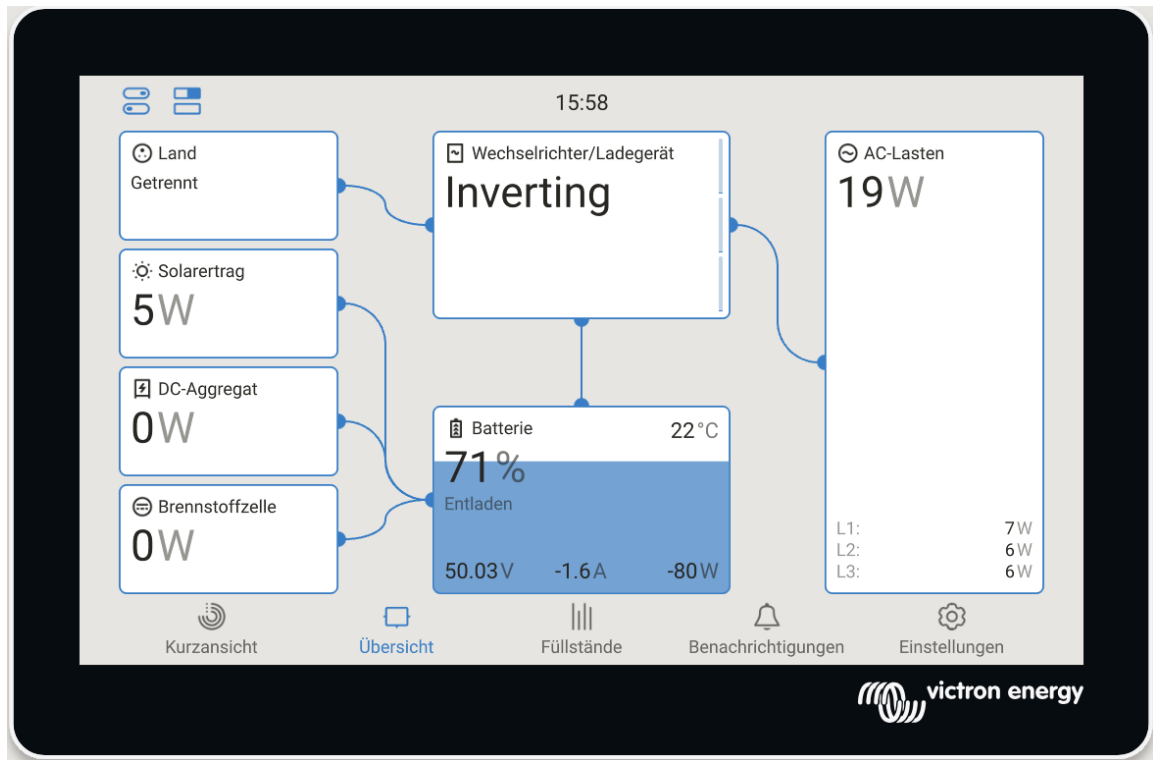 15:58
Land
Getrennt
Solarertrag
5W
DC-Aggregat
0W
Brennstoffzelle
0W
Wechselrichter/Ladegerät
Inverting
Batterie 22°C
71%
Entladen
50.03V -1.6A -80W
AC-Lasten
19W
L1: 7W
L2: 6W
L3: 6W
Kurzansicht Übersicht Füllstände Benachrichtigungen Einstellungen
victron energy